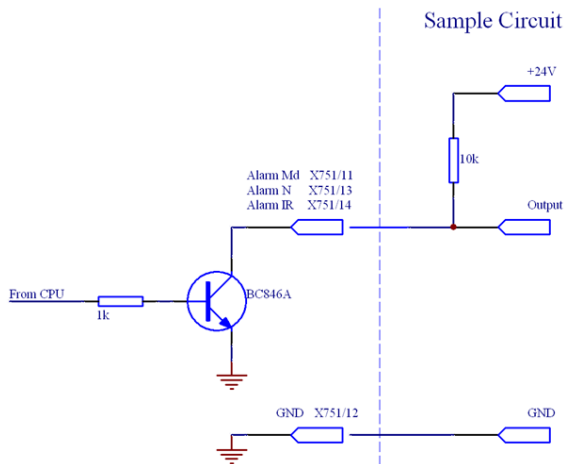 Sample Circuit
+24V
10k
Alarm Md X751/11
Alarm N X751/13
Alarm IR X751/14
Output
From CPU
BC846A
1k
GND X751/12
GND